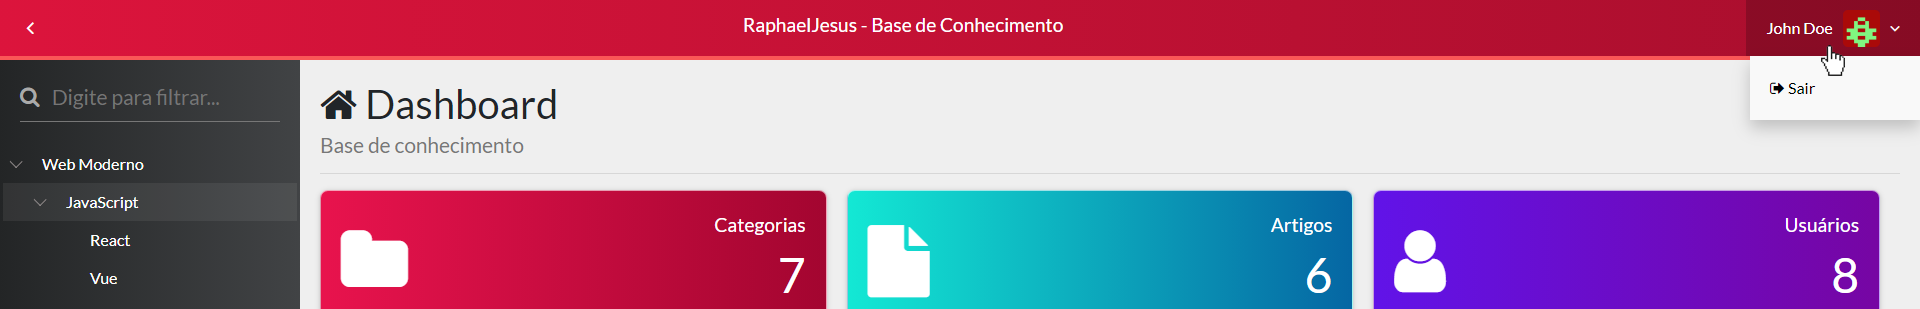 RaphaelJesus - Base de Conhecimento
John Doe
Sair
Digite para filtrar...
Web Moderno
JavaScript
React
Vue
Dashboard
Base de conhecimento
Categorias
7
Artigos
6
Usuários
8